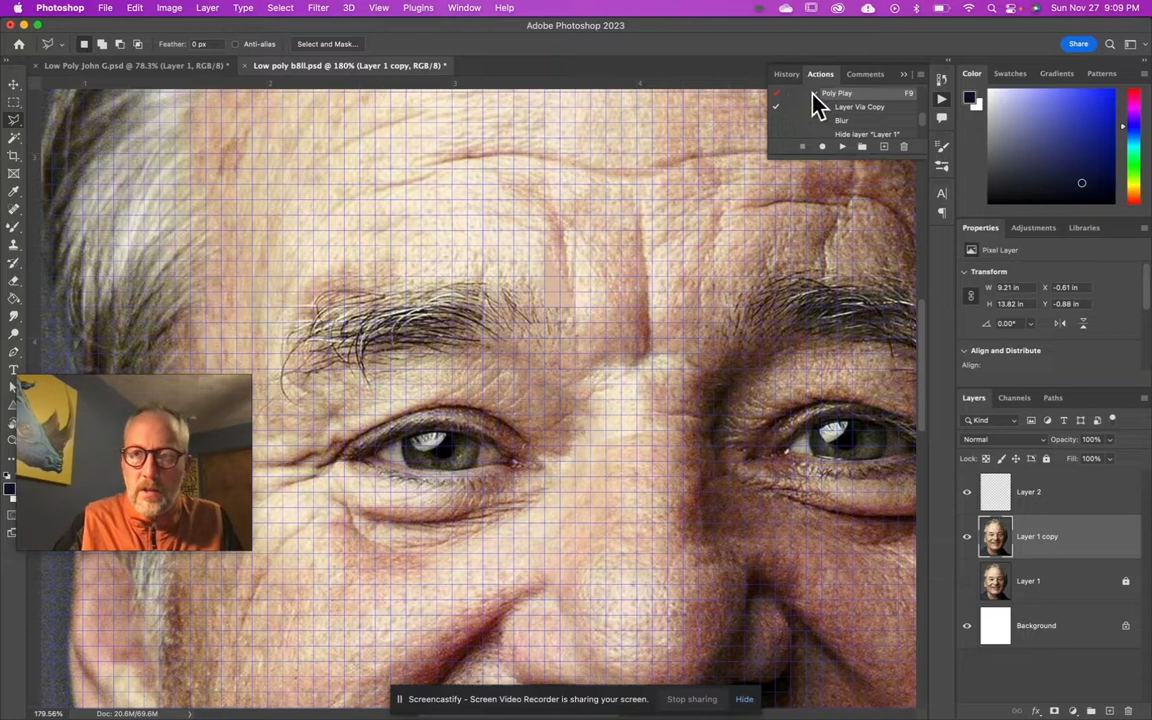 Photoshop File Edit Image Layer Type Select Filter 3D View Plugins Window Help Sun Nov 27 9:09 PM
Adobe Photoshop 2023
Feather: 0 px Anti-alias Select and Mask... Share
Low Poly John G.psd @ 78.3% (Layer 1, RGB/8) * × Low poly b8ll.psd @ 180% (Layer 1 copy, RGB/8) *
History Actions Comments
Poly Play F9
Layer Via Copy
Blur
Hide layer "Layer 1"
Color Swatches Gradients Patterns
Properties Adjustments Libraries
Pixel Layer
Transform
W 9.21 in X -0.61 in
H 13.82 in Y -0.88 in
0.00°
Align and Distribute
Align:
Layers Channels Paths
Kind
Normal Opacity: 100%
Lock: Fill: 100%
Layer 2
Layer 1 copy
Layer 1
Background
Screencastify - Screen Video Recorder is sharing your screen. Stop sharing Hide
179.56% Doc: 20.6M/69.6M